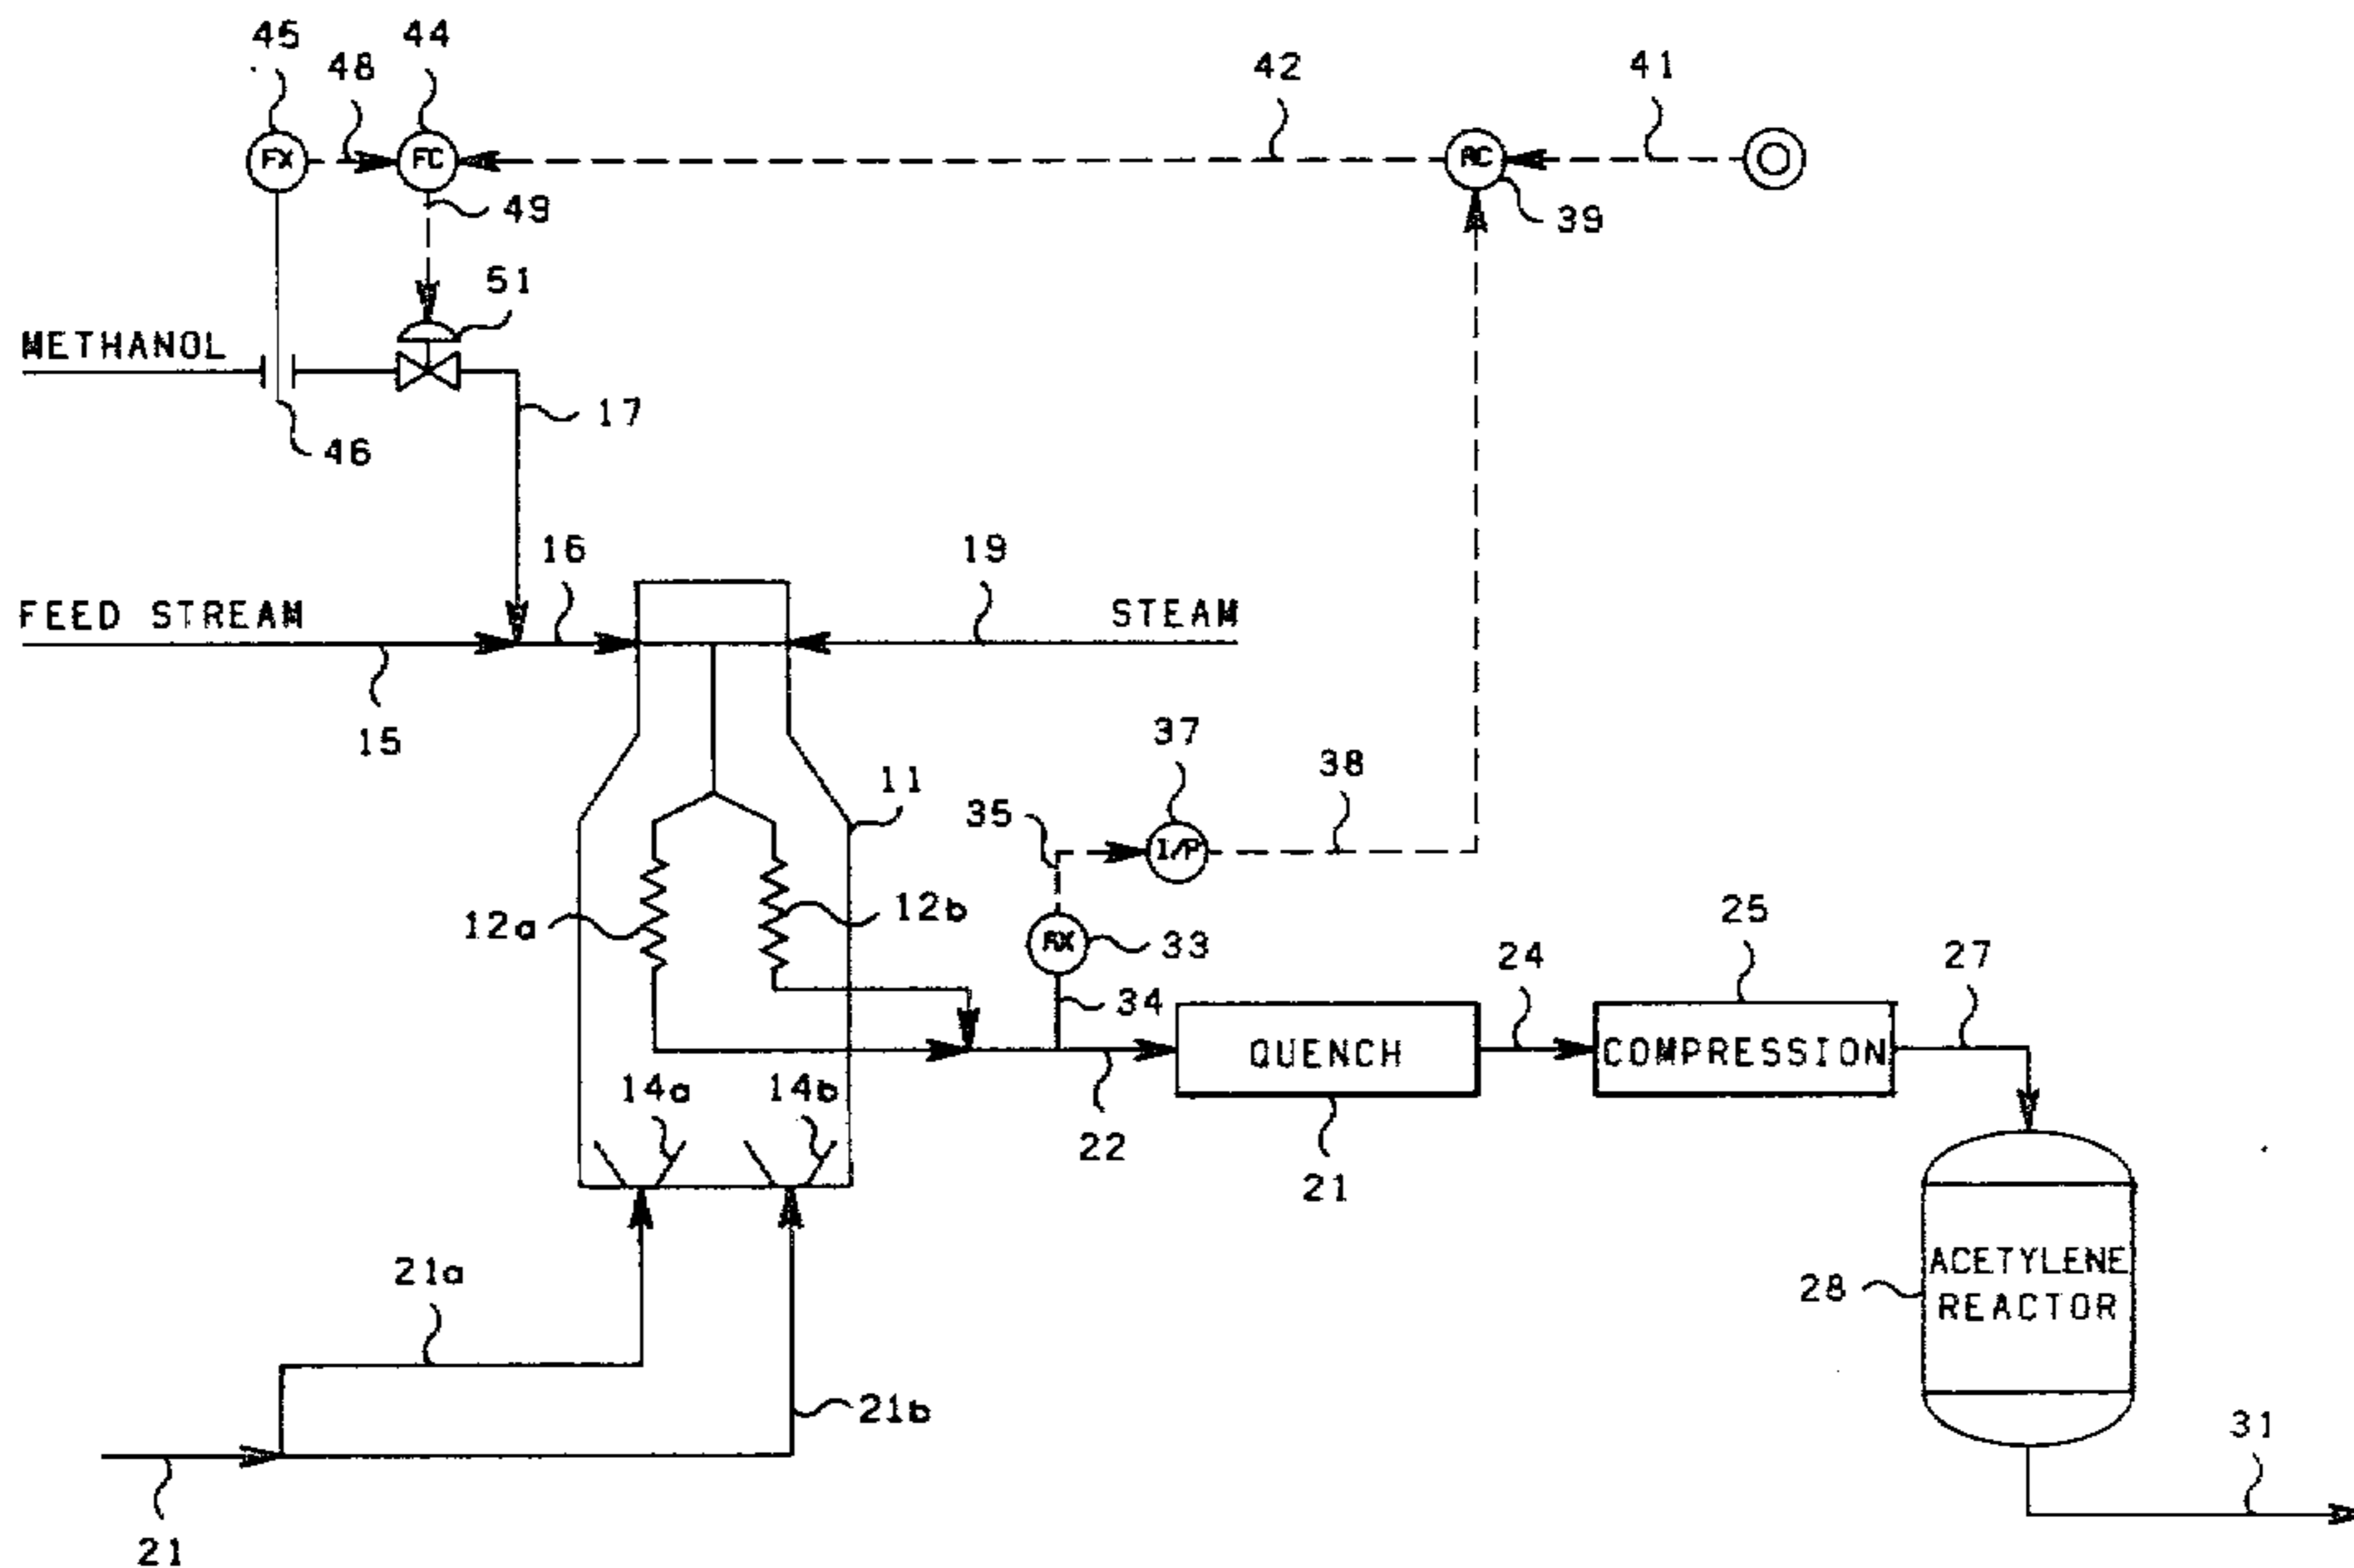 45 44
48 42 41
FX FC RC
49 39
51
METHANOL
17
46
16 19
FEED STREAM STEAM
15
37
11 38
35
I/P
12a 12b 25
33 24 27
34
QUENCH COMPRESSION
14a 14b
22
21
21a ACETYLENE
28 REACTOR
21b 31
21